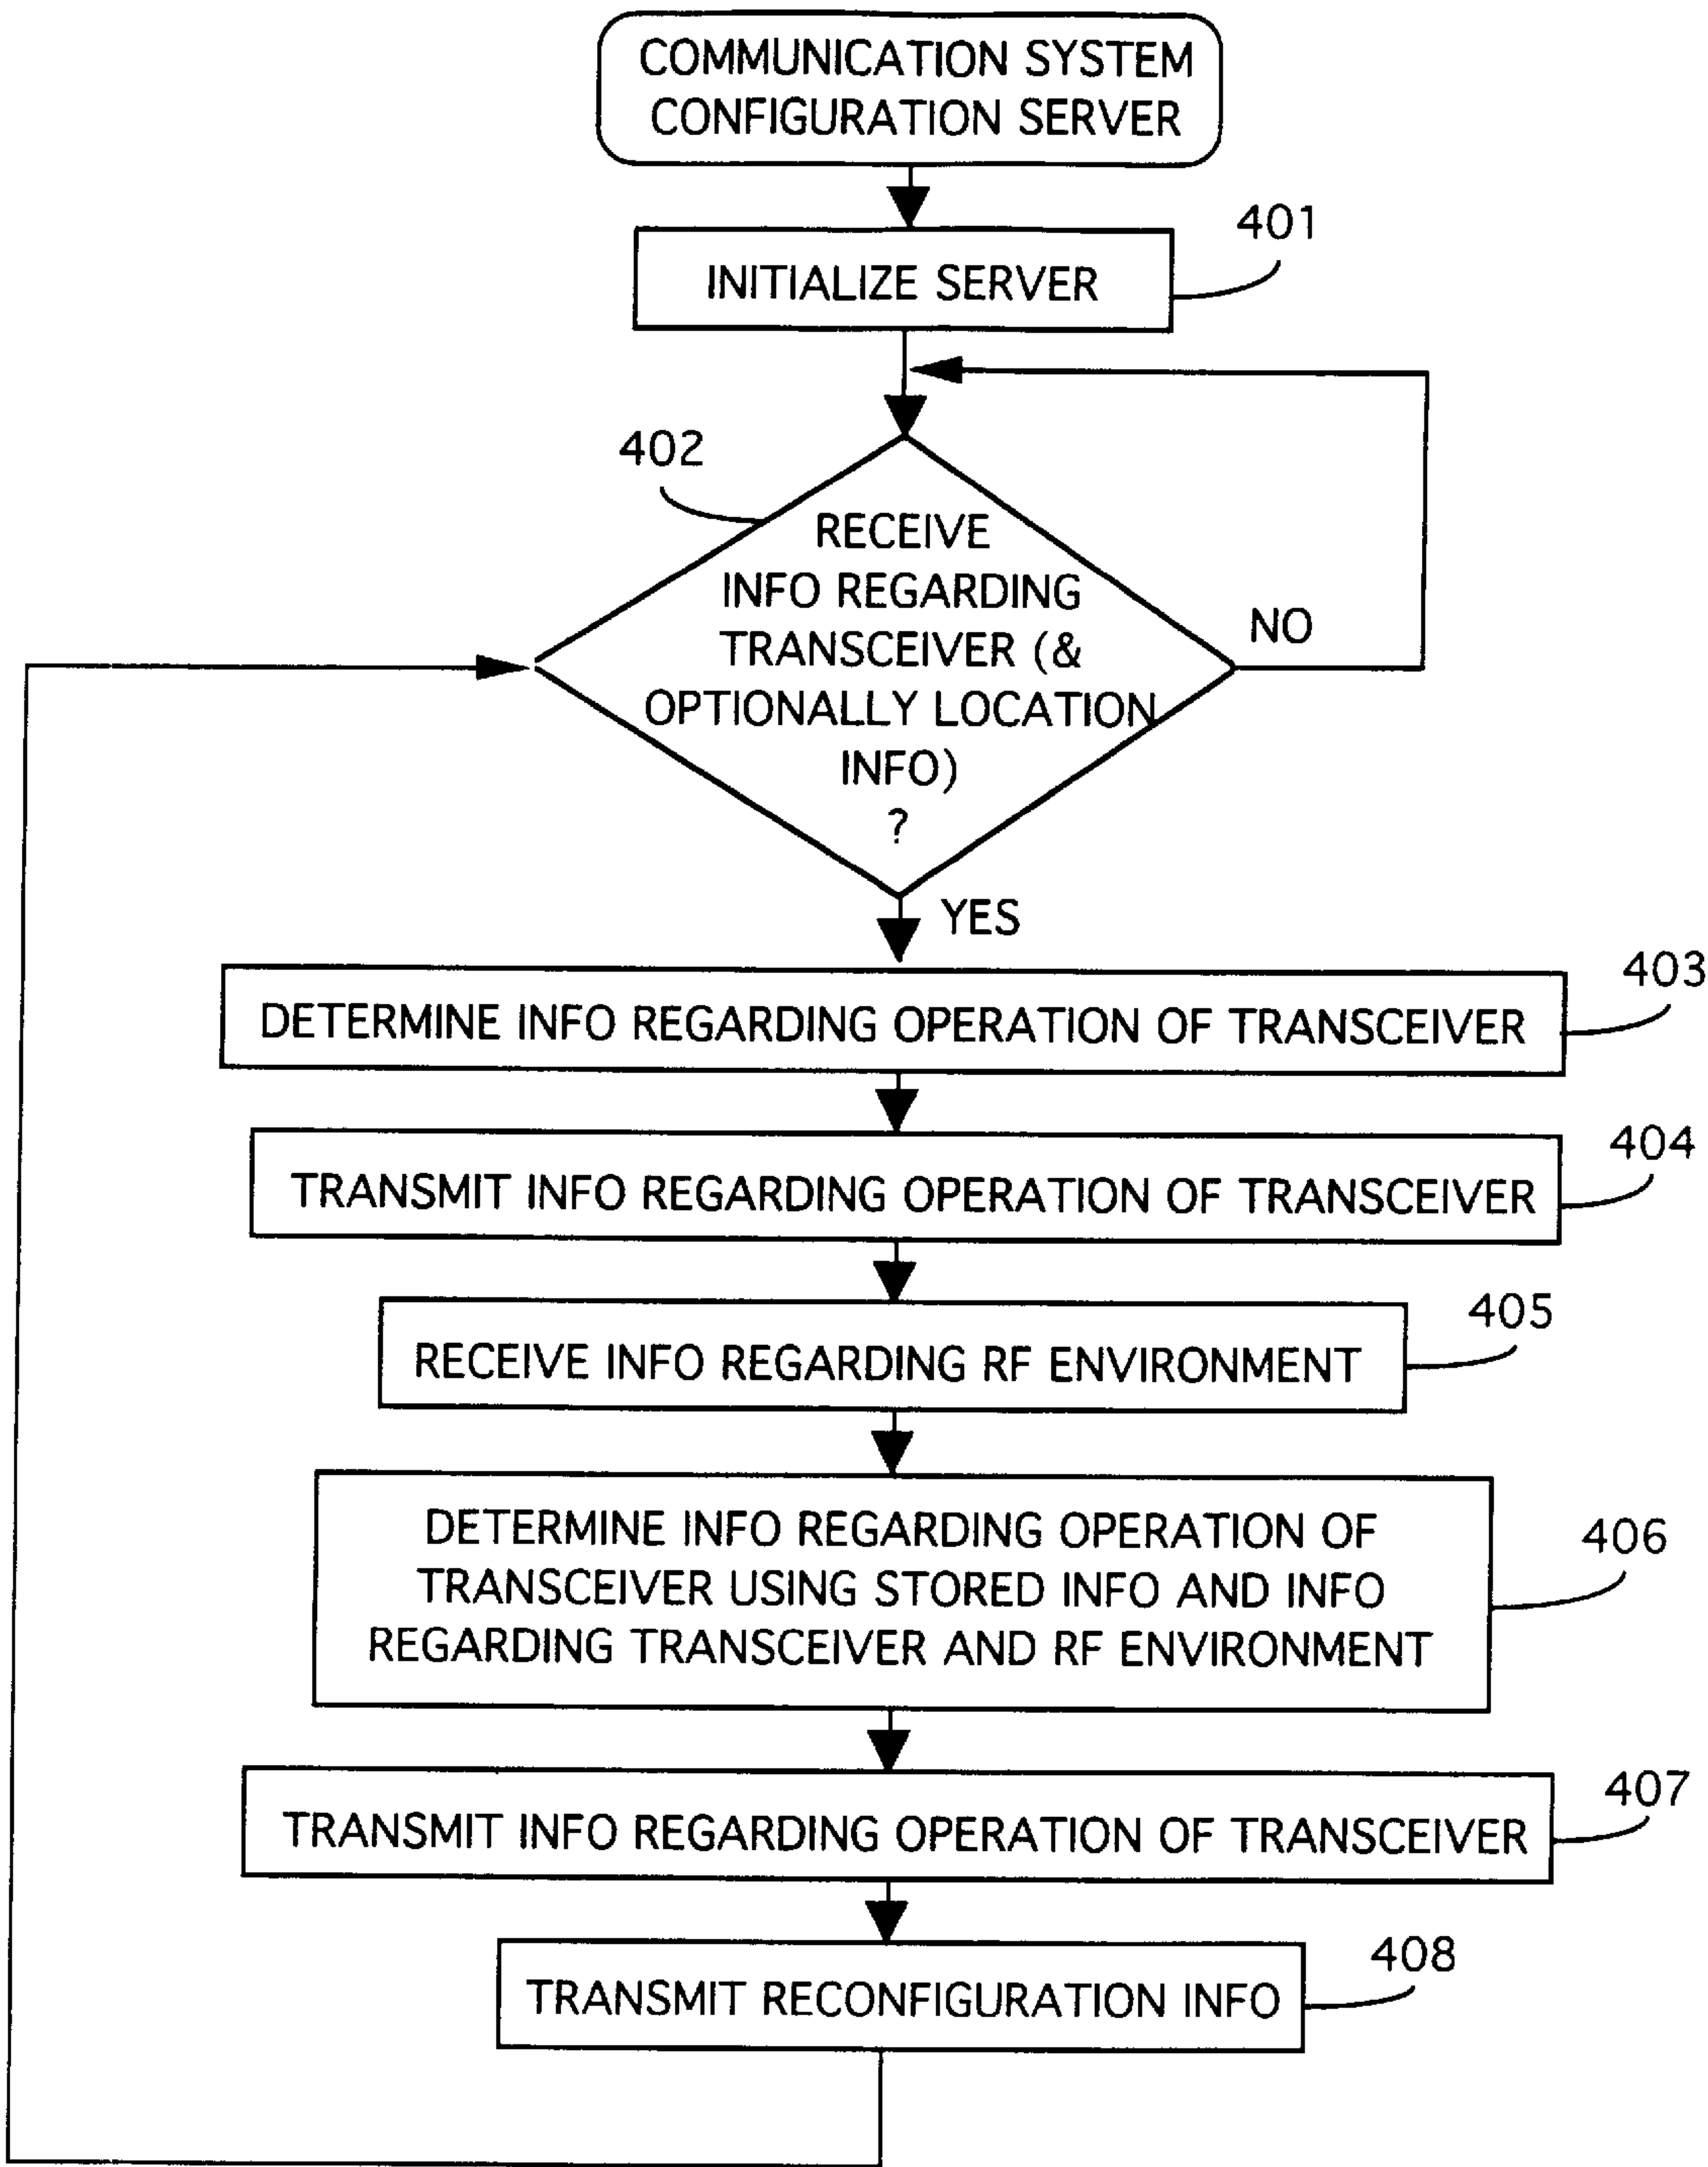 COMMUNICATION SYSTEM
CONFIGURATION SERVER
401
INITIALIZE SERVER
402
RECEIVE
INFO REGARDING
TRANSCEIVER (&
OPTIONALLY LOCATION
INFO)
?
NO
YES
403
DETERMINE INFO REGARDING OPERATION OF TRANSCEIVER
404
TRANSMIT INFO REGARDING OPERATION OF TRANSCEIVER
405
RECEIVE INFO REGARDING RF ENVIRONMENT
406
DETERMINE INFO REGARDING OPERATION OF
TRANSCEIVER USING STORED INFO AND INFO
REGARDING TRANSCEIVER AND RF ENVIRONMENT
407
TRANSMIT INFO REGARDING OPERATION OF TRANSCEIVER
408
TRANSMIT RECONFIGURATION INFO